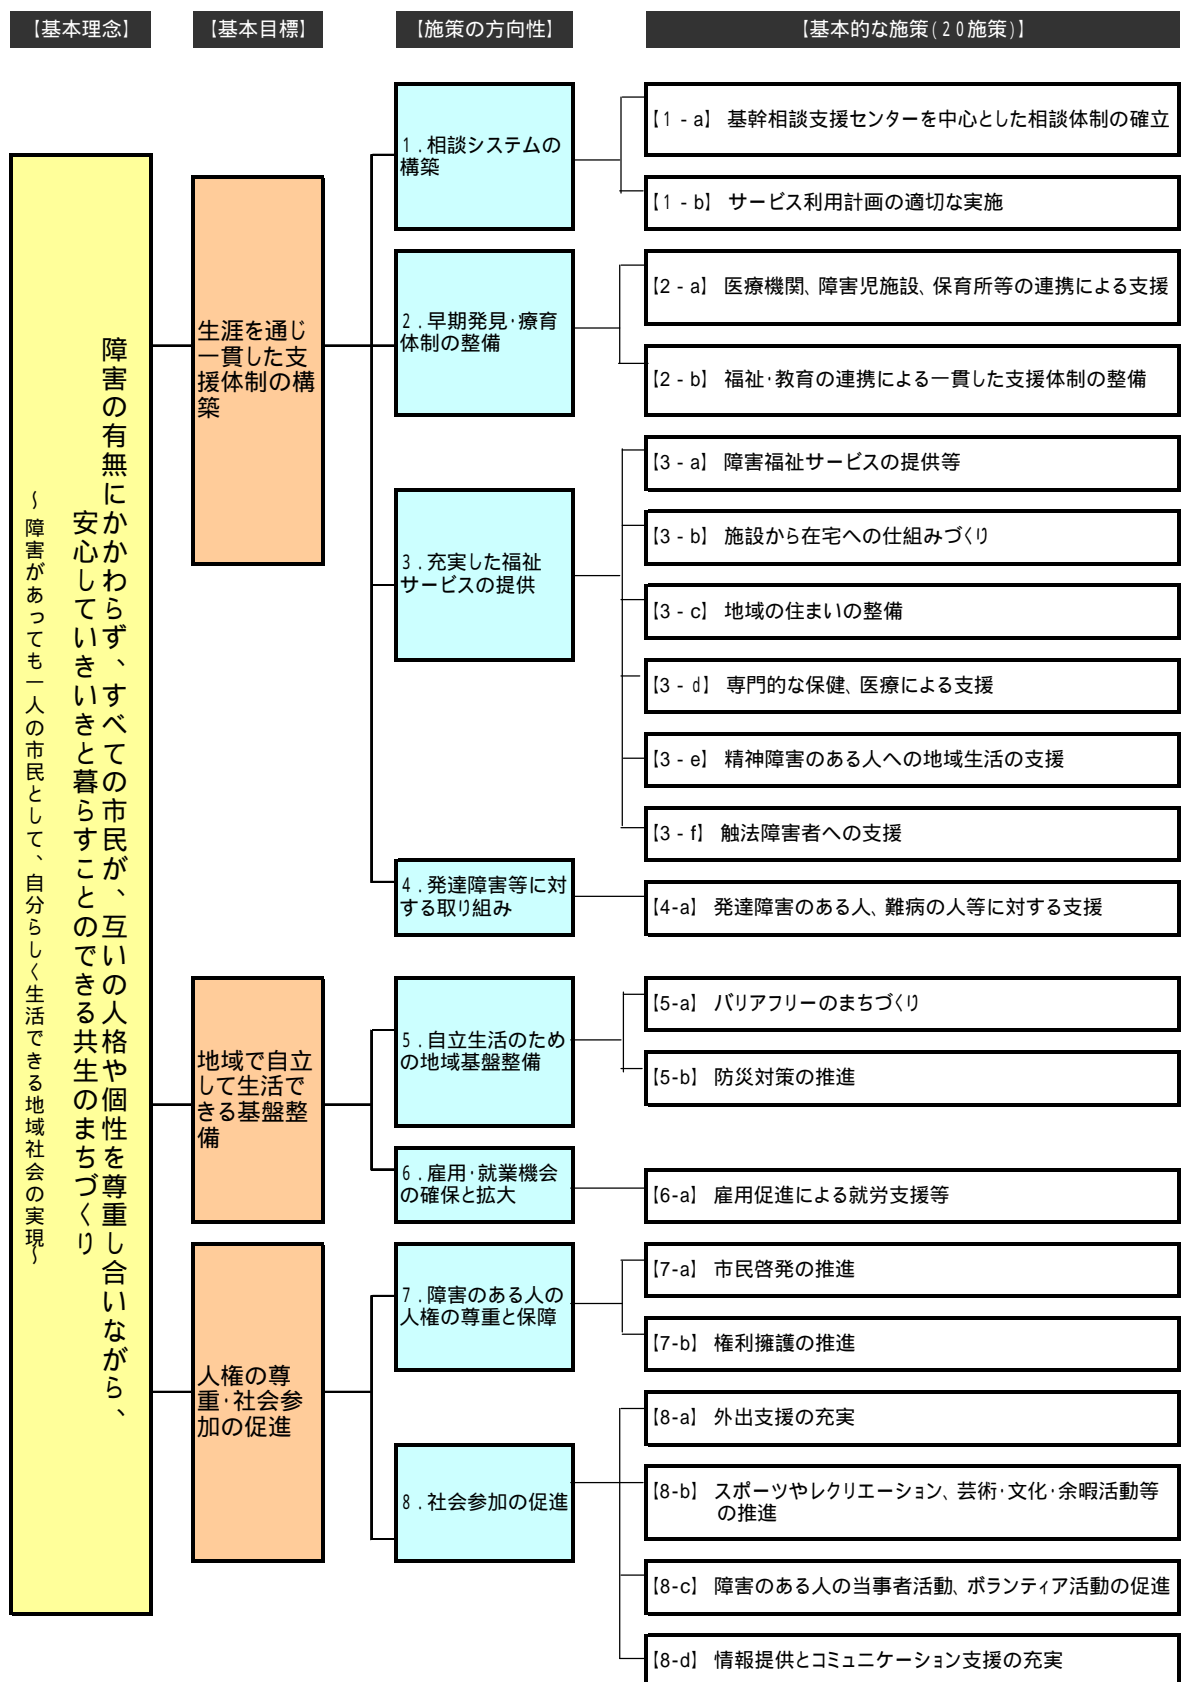 【基本理念】
【基本目標】
【施策の方向性】
【基本的な施策(20施策)】
障害の有無にかかわらず、すべての市民が、互いの人格や個性を尊重し合いながら、
安心していきいきと暮らすことのできる共生のまちづくり
~障害があっても一人の市民として、自分らしく生活できる地域社会の実現~
生涯を通じ
一貫した支
援体制の構
築
1.相談システムの
構築
【1-a】 基幹相談支援センターを中心とした相談体制の確立
【1-b】 サービス利用計画の適切な実施
2.早期発見・療育
体制の整備
【2-a】 医療機関、障害児施設、保育所等の連携による支援
【2-b】 福祉・教育の連携による一貫した支援体制の整備
3.充実した福祉
サービスの提供
【3-a】 障害福祉サービスの提供等
【3-b】 施設から在宅への仕組みづくり
【3-c】 地域の住まいの整備
【3-d】 専門的な保健、医療による支援
【3-e】 精神障害のある人への地域生活の支援
【3-f】 触法障害者への支援
4.発達障害等に対
する取り組み
【4-a】 発達障害のある人、難病の人等に対する支援
地域で自立
して生活で
きる基盤整
備
5.自立生活のため
の地域基盤整備
【5-a】 バリアフリーのまちづくり
【5-b】 防災対策の推進
6.雇用・就業機会
の確保と拡大
【6-a】 雇用促進による就労支援等
人権の尊
重・社会参
加の促進
7.障害のある人の
人権の尊重と保障
【7-a】 市民啓発の推進
【7-b】 権利擁護の推進
8.社会参加の促進
【8-a】 外出支援の充実
【8-b】 スポーツやレクリエーション、芸術・文化・余暇活動等
の推進
【8-c】 障害のある人の当事者活動、ボランティア活動の促進
【8-d】 情報提供とコミュニケーション支援の充実